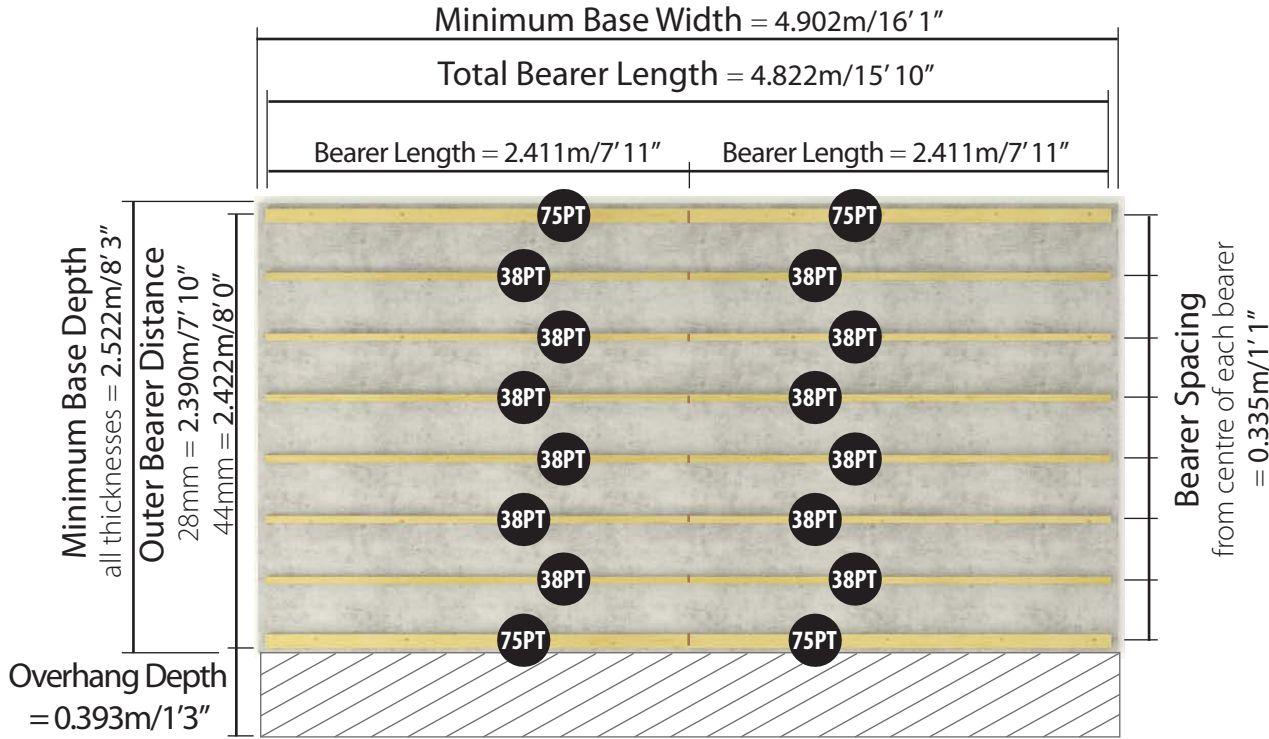 Minimum Base Width = 4.902m/16’ 1”
Total Bearer Length = 4.822m/15’ 10”
Bearer Length = 2.411m/7’ 11” Bearer Length = 2.411m/7’ 11”
Minimum Base Depth
all thicknesses = 2.522m/8’ 3”
Outer Bearer Distance
28mm = 2.390m/7’ 10”
44mm = 2.422m/8’ 0”
75PT 75PT
38PT 38PT
38PT 38PT
38PT 38PT
38PT 38PT
38PT 38PT
38PT 38PT
75PT 75PT
Bearer Spacing
from centre of each bearer
= 0.335m/1’ 1”
Overhang Depth
= 0.393m/1’3”